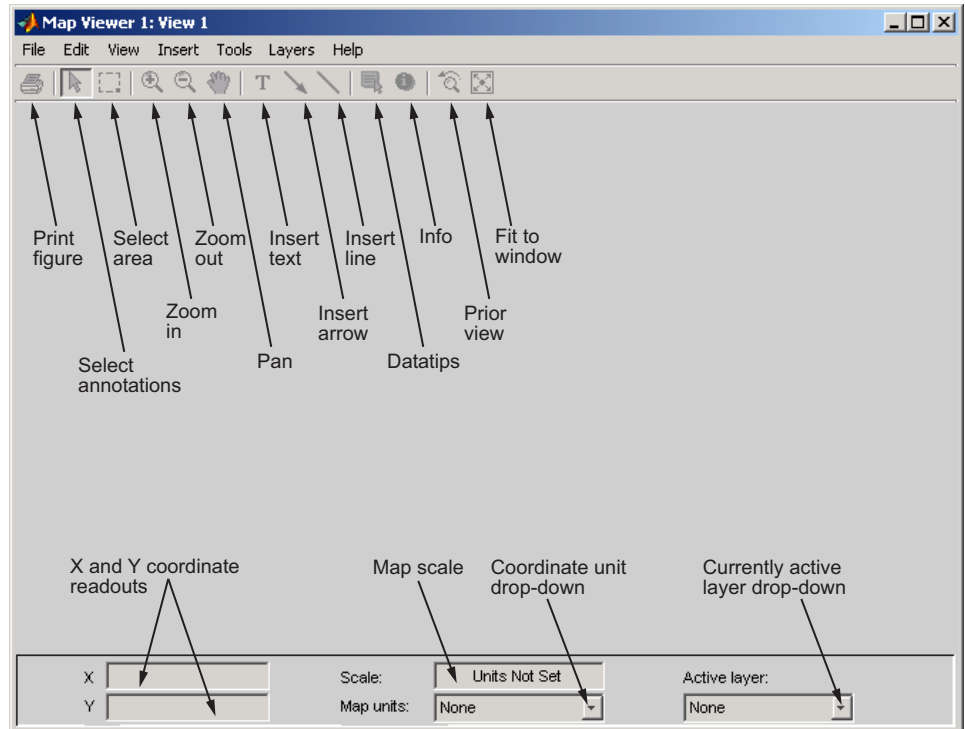 Map Viewer 1: View 1
File Edit View Insert Tools Layers Help
T
Print
figure
Select
area
Zoom
out
Insert
text
Insert
line
Info
Fit to
window
Zoom
in
Insert
arrow
Prior
view
Select
annotations
Pan
Datatips
X and Y coordinate
readouts
Map scale
Coordinate unit
drop-down
Currently active
layer drop-down
X
Scale: Units Not Set
Active layer:
Y
Map units: None
None